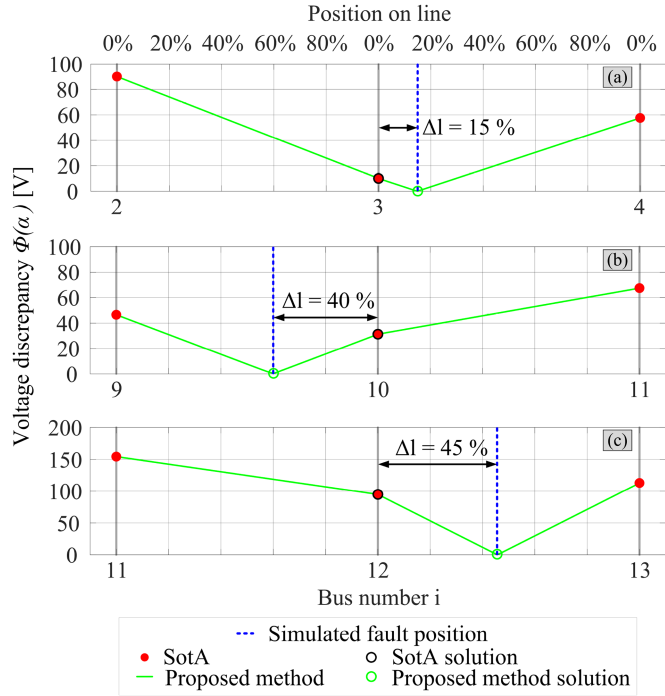 Position on line
0% 20% 40% 60% 80% 0% 20% 40% 60% 80% 0%
Voltage discrepancy Φ(α) [V]
100
80
60
40
20
0
(a)
Δl = 15 %
2 3 4
100
80
60
40
20
0
(b)
Δl = 40 %
9 10 11
200
150
100
50
0
(c)
Δl = 45 %
11 12 13
Bus number i
Simulated fault position
SotA
SotA solution
Proposed method
Proposed method solution